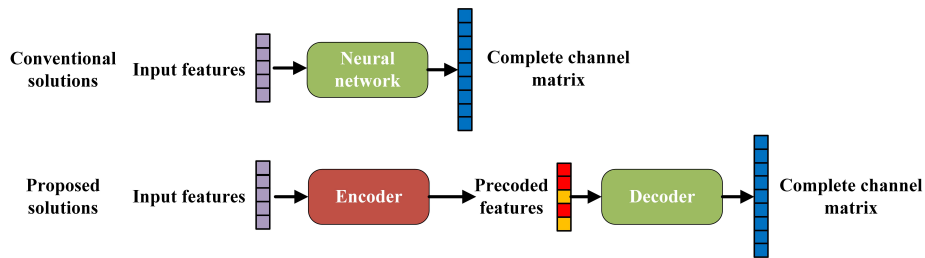 Conventional
solutions
Input features
Neural
network
Complete channel
matrix
Proposed
solutions
Input features
Encoder
Precoded
features
Decoder
Complete channel
matrix